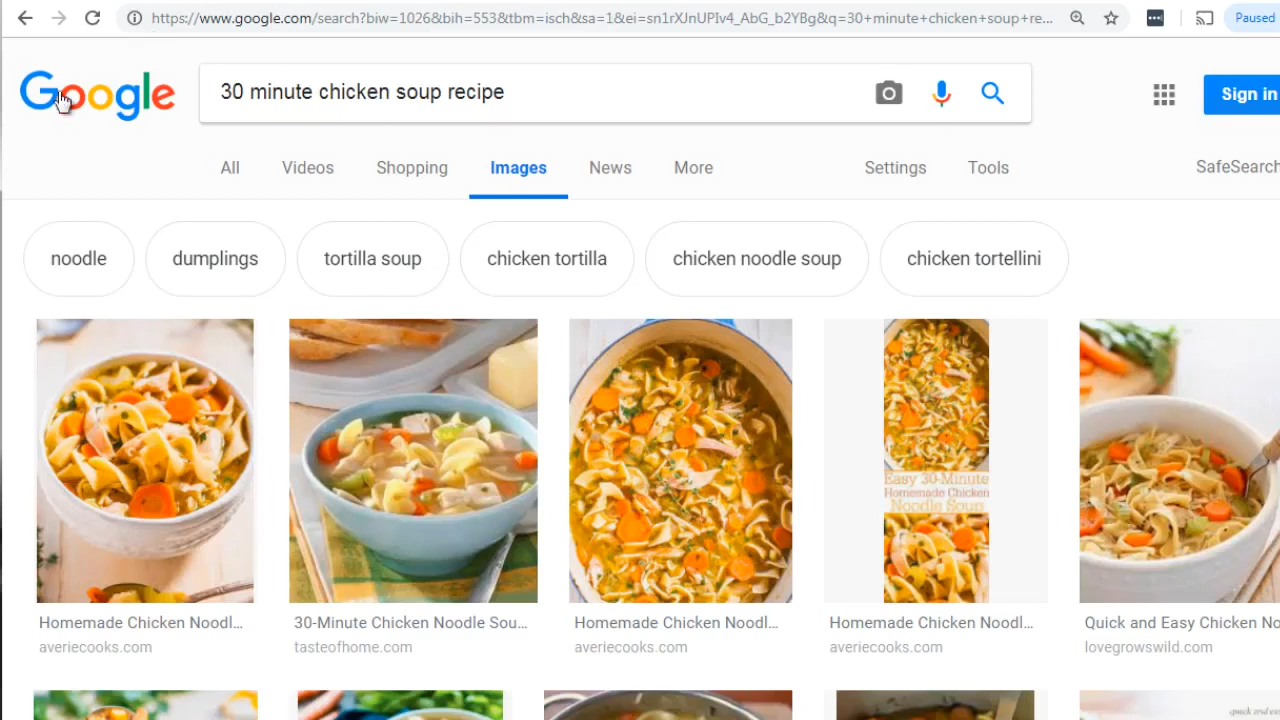 https://www.google.com/search?biw=1026&bih=553&tbm=isch&sa=1&ei=sn1rXJnUPIv4_AbG_b2YBg&q=30+minute+chicken+soup+re...
Paused
Google
30 minute chicken soup recipe
Sign in
All
Videos
Shopping
Images
News
More
Settings
Tools
SafeSearch
noodle
dumplings
tortilla soup
chicken tortilla
chicken noodle soup
chicken tortellini
Easy 30-Minute
Homemade Chicken
Noodle Soup
Homemade Chicken Noodl...
averiecooks.com
30-Minute Chicken Noodle Sou...
tasteofhome.com
Homemade Chicken Noodl...
averiecooks.com
Homemade Chicken Noodl...
averiecooks.com
Quick and Easy Chicken No
lovegrowswild.com
quick and eas